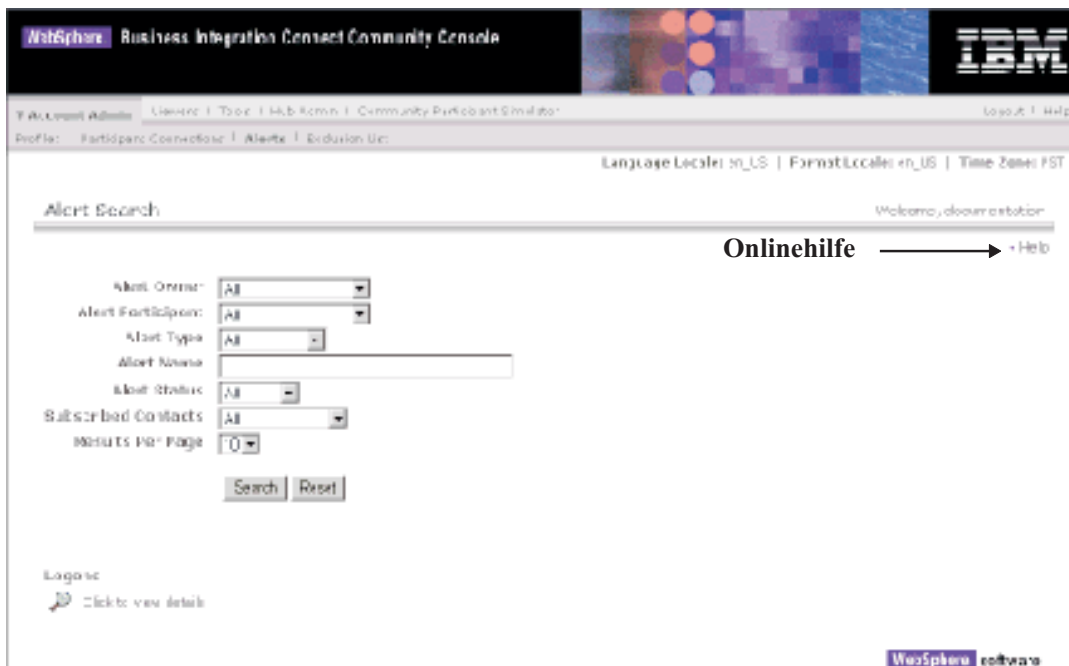 WebSphere Business Integration Connect Community Console
IBM
Account Admin Viewers | Tools | Hub Admin | Community Participant Simulator Logout | Help
Profiles Participant Connections | Alerts | Exclusion List
Language Locale: en_US | Format Locale: en_US | Time Zone: PST
Alert Search Welcome, documentation
Onlinehilfe Help
Alert Owner All
Alert Participant All
Alert Type All
Alert Name
Alert Status All
Subscribed Contacts All
Results Per Page 10
Search Reset
Click to view details
WebSphere software